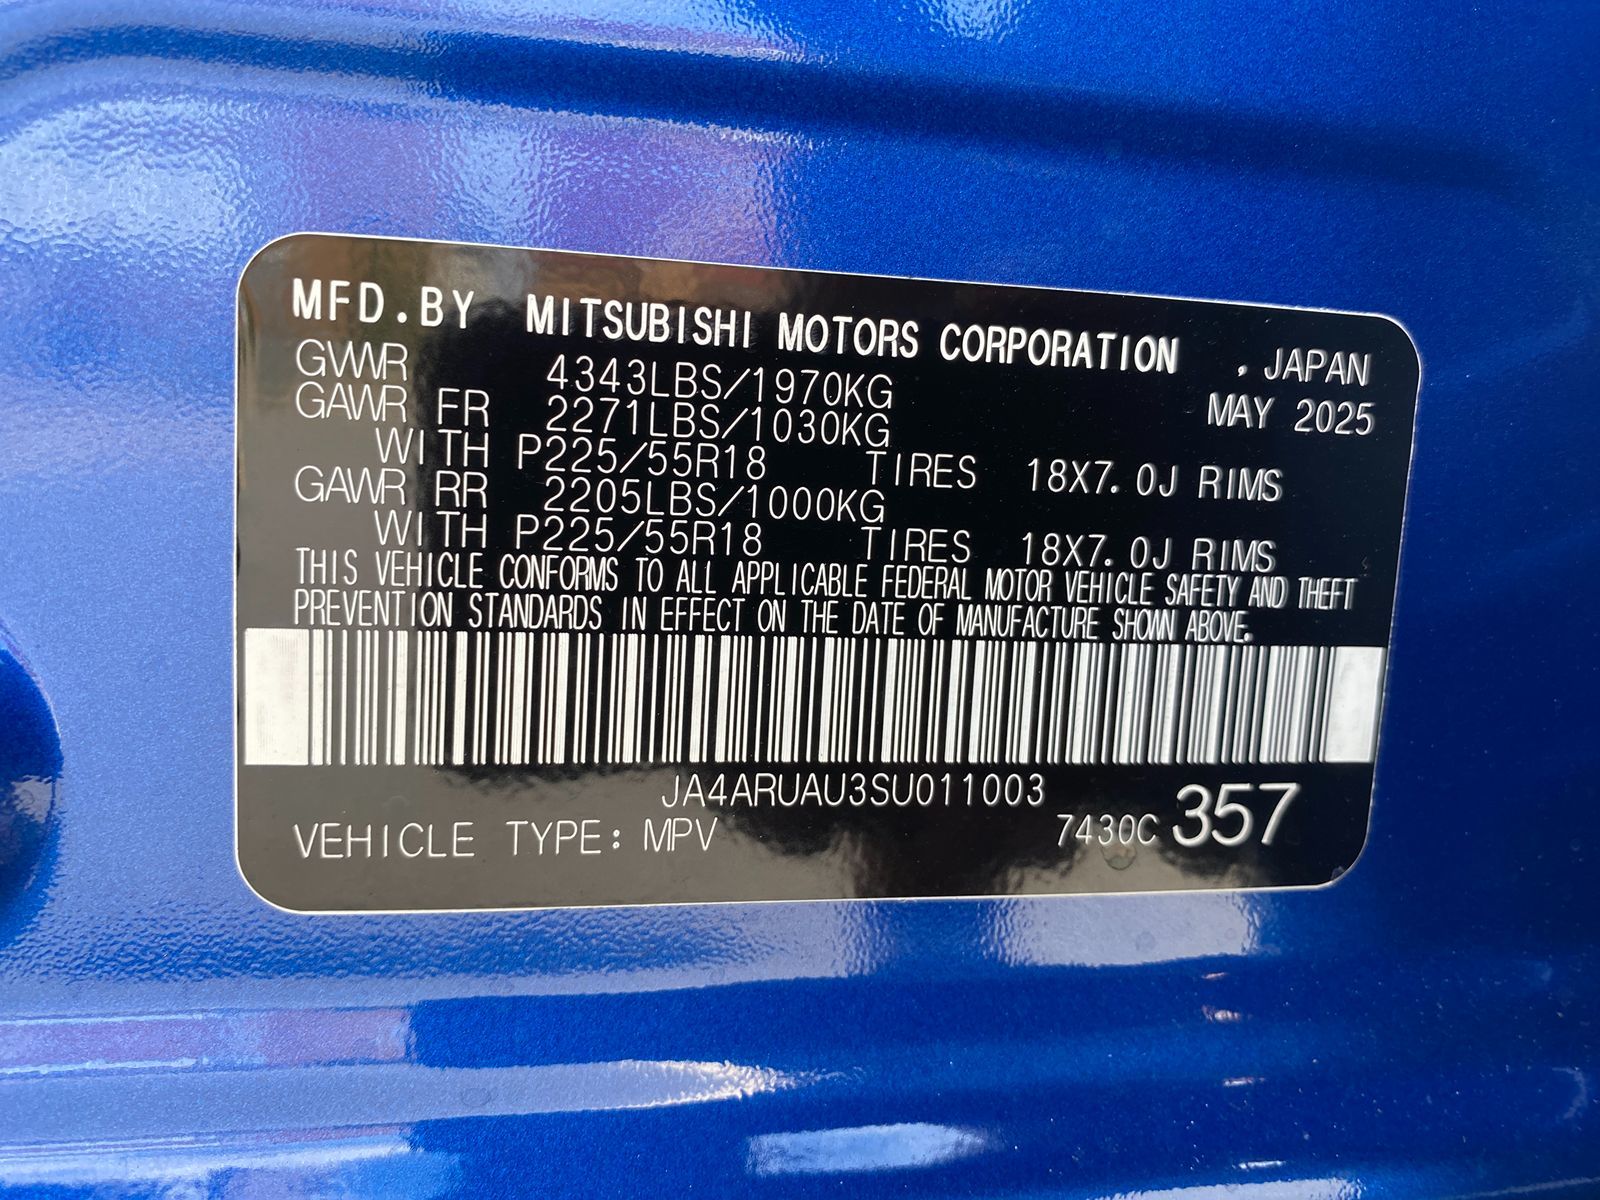 MFD.BY MITSUBISHI MOTORS CORPORATION , JAPAN
GVWR 4343LBS/1970KG MAY 2025
GAWR FR 2271LBS/1030KG
WITH P225/55R18 TIRES 18X7.0J RIMS
GAWR RR 2205LBS/1000KG
WITH P225/55R18 TIRES 18X7.0J RIMS
THIS VEHICLE CONFORMS TO ALL APPLICABLE FEDERAL MOTOR VEHICLE SAFETY AND THEFT
PREVENTION STANDARDS IN EFFECT ON THE DATE OF MANUFACTURE SHOWN ABOVE.
JA4ARUAU3SU011003
VEHICLE TYPE: MPV 7430C 357